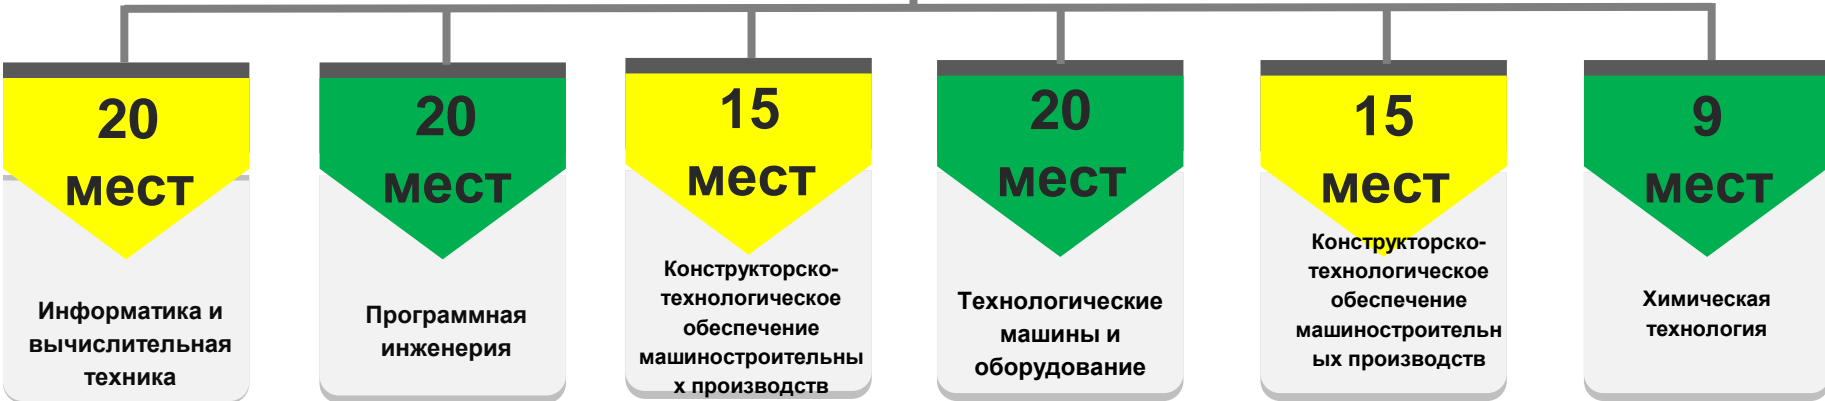 20
мест
Информатика и
вычислительная
техника
20
мест
Программная
инженерия
15
мест
Конструкторско-
технологическое
обеспечение
машиностроительны
х производств
20
мест
Технологические
машины и
оборудование
15
мест
Конструкторско-
технологическое
обеспечение
машиностроительн
ых производств
9
мест
Химическая
технология